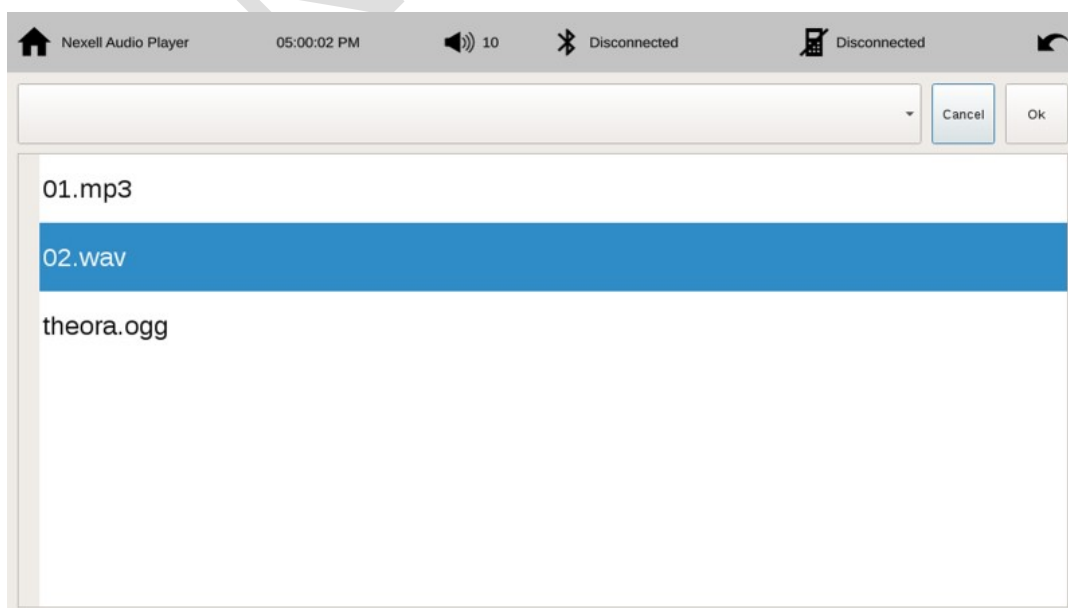 Nexell Audio Player 05:00:02 PM 10 Disconnected Disconnected
Cancel Ok
01.mp3
02.wav
theora.ogg